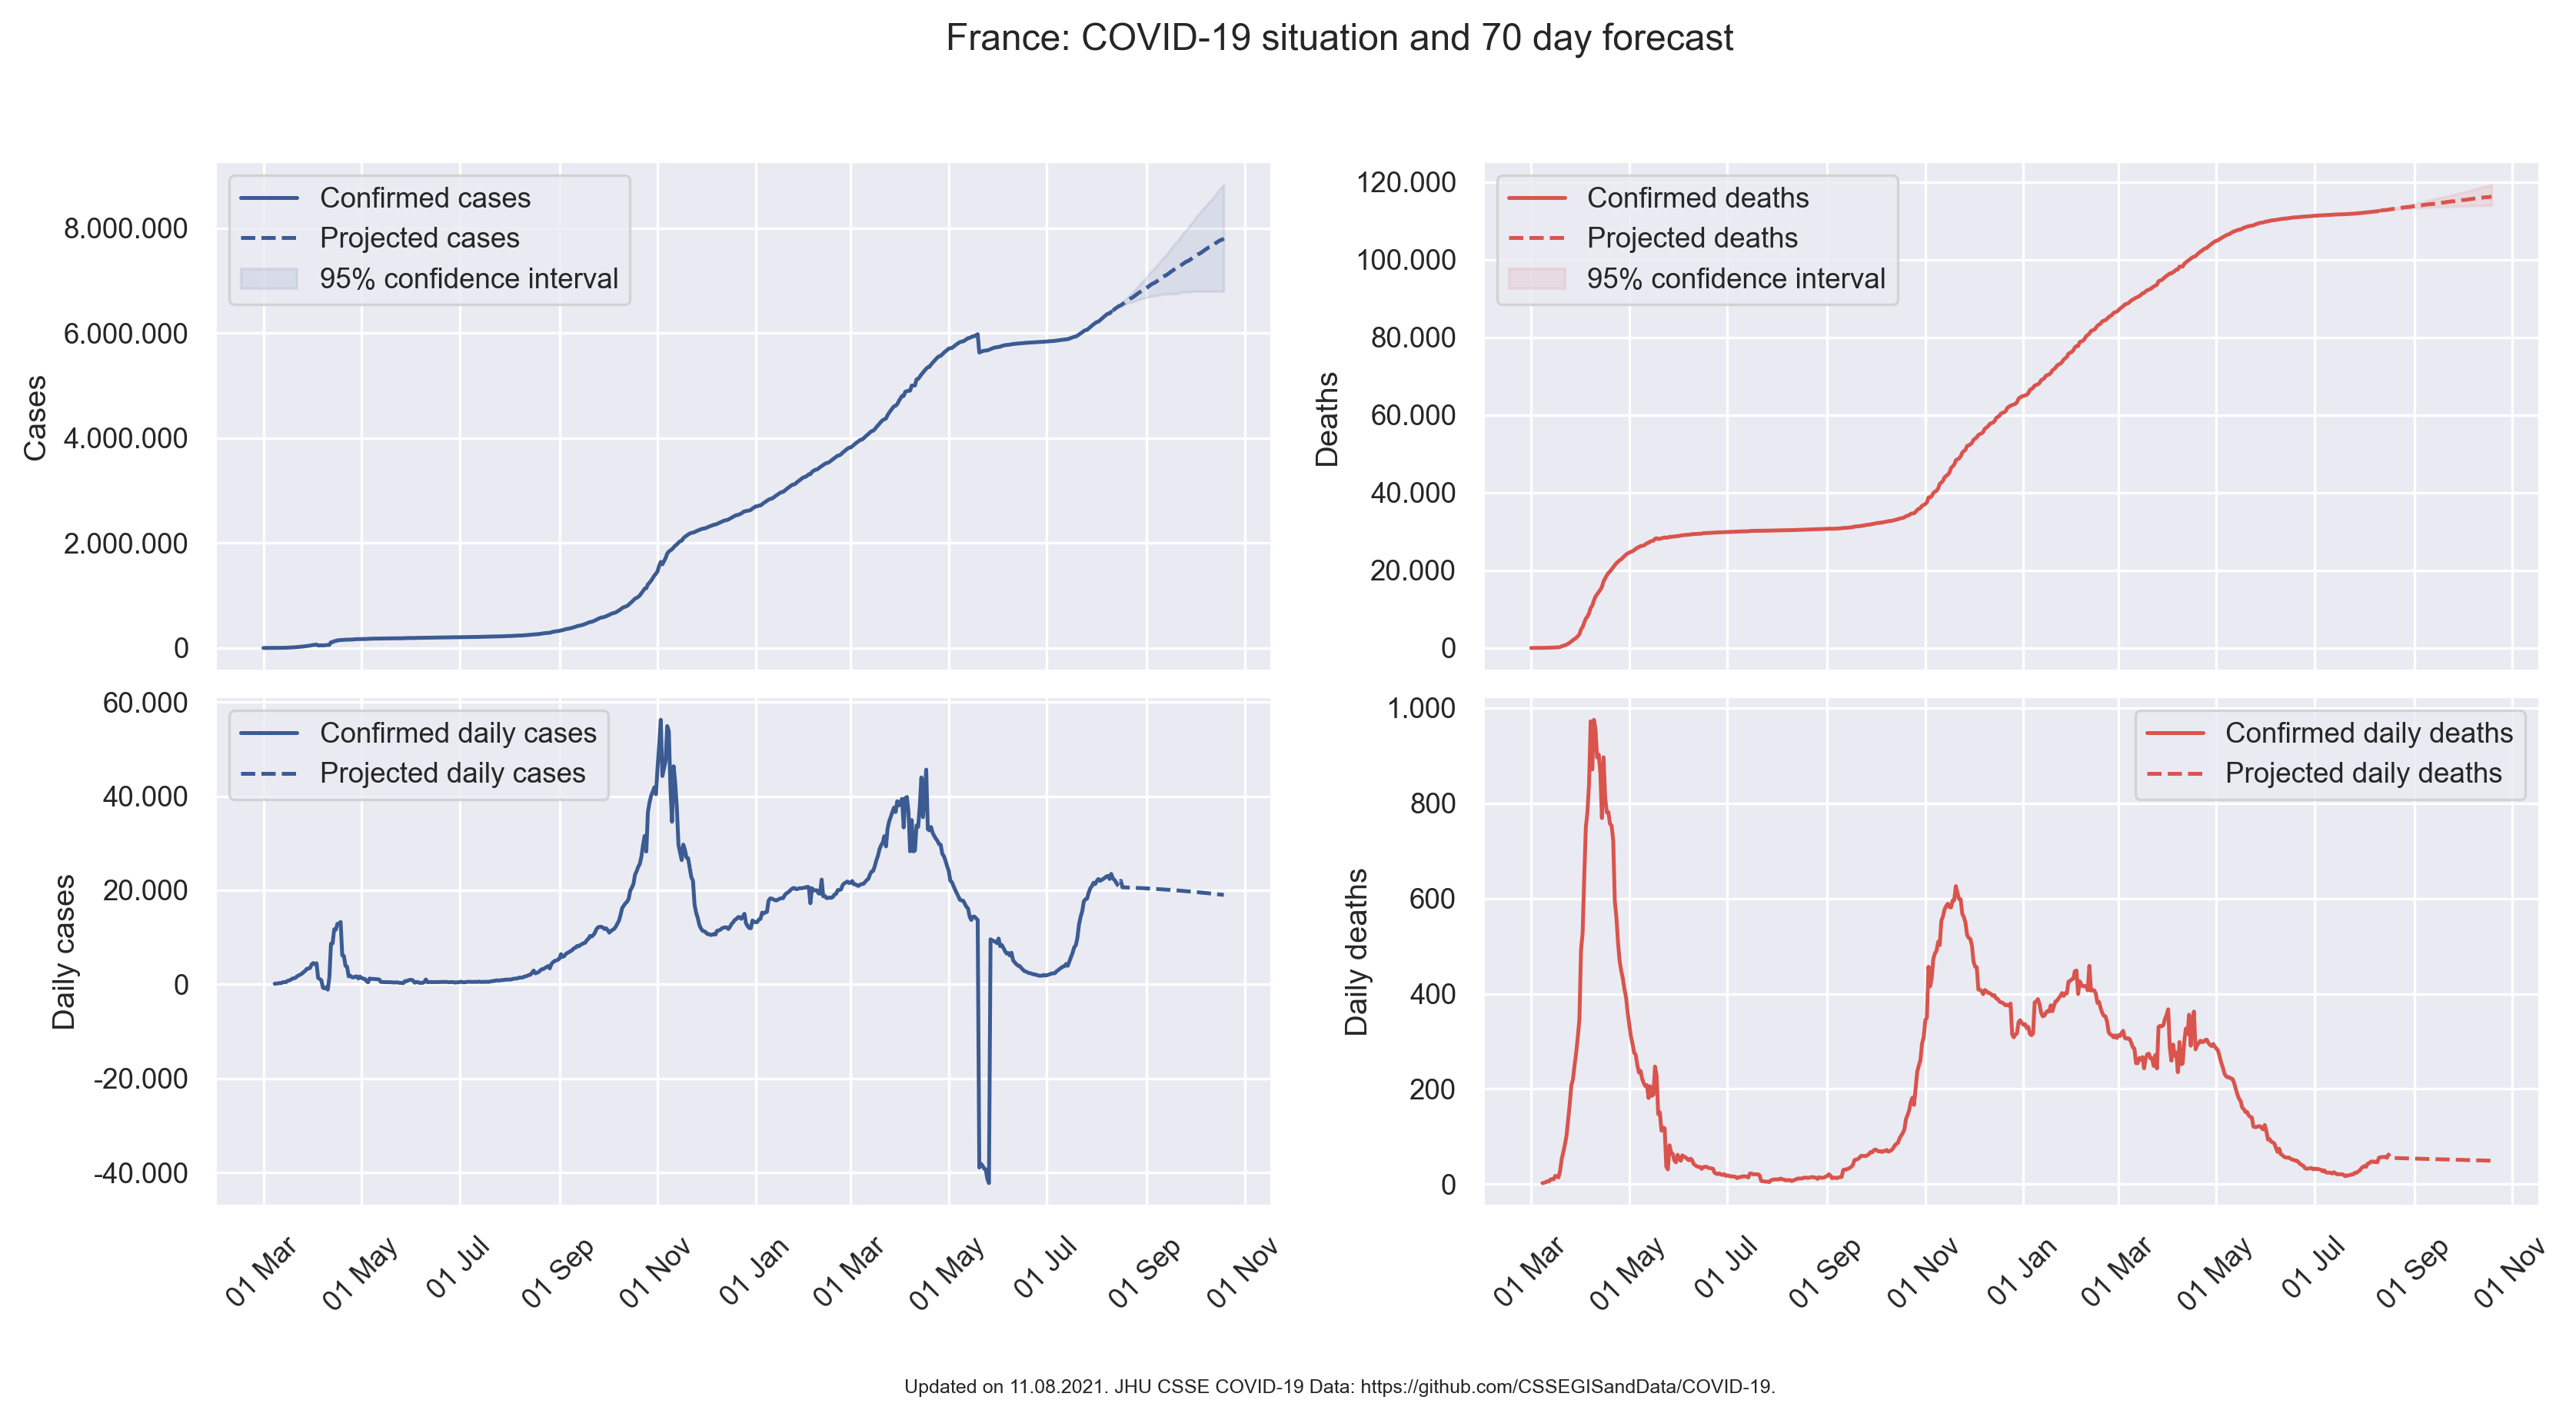 France: COVID-19 situation and 70 day forecast
Confirmed cases
Projected cases
95% confidence interval
Cases
8.000.000
6.000.000
4.000.000
2.000.000
0
Confirmed deaths
Projected deaths
95% confidence interval
Deaths
120.000
100.000
80.000
60.000
40.000
20.000
0
Confirmed daily cases
Projected daily cases
Daily cases
60.000
40.000
20.000
0
-20.000
-40.000
01 Mar
01 May
01 Jul
01 Sep
01 Nov
01 Jan
01 Mar
01 May
01 Jul
01 Sep
01 Nov
Confirmed daily deaths
Projected daily deaths
Daily deaths
1.000
800
600
400
200
0
01 Mar
01 May
01 Jul
01 Sep
01 Nov
01 Jan
01 Mar
01 May
01 Jul
01 Sep
01 Nov
Updated on 11.08.2021. JHU CSSE COVID-19 Data: https://github.com/CSSEGISandData/COVID-19.